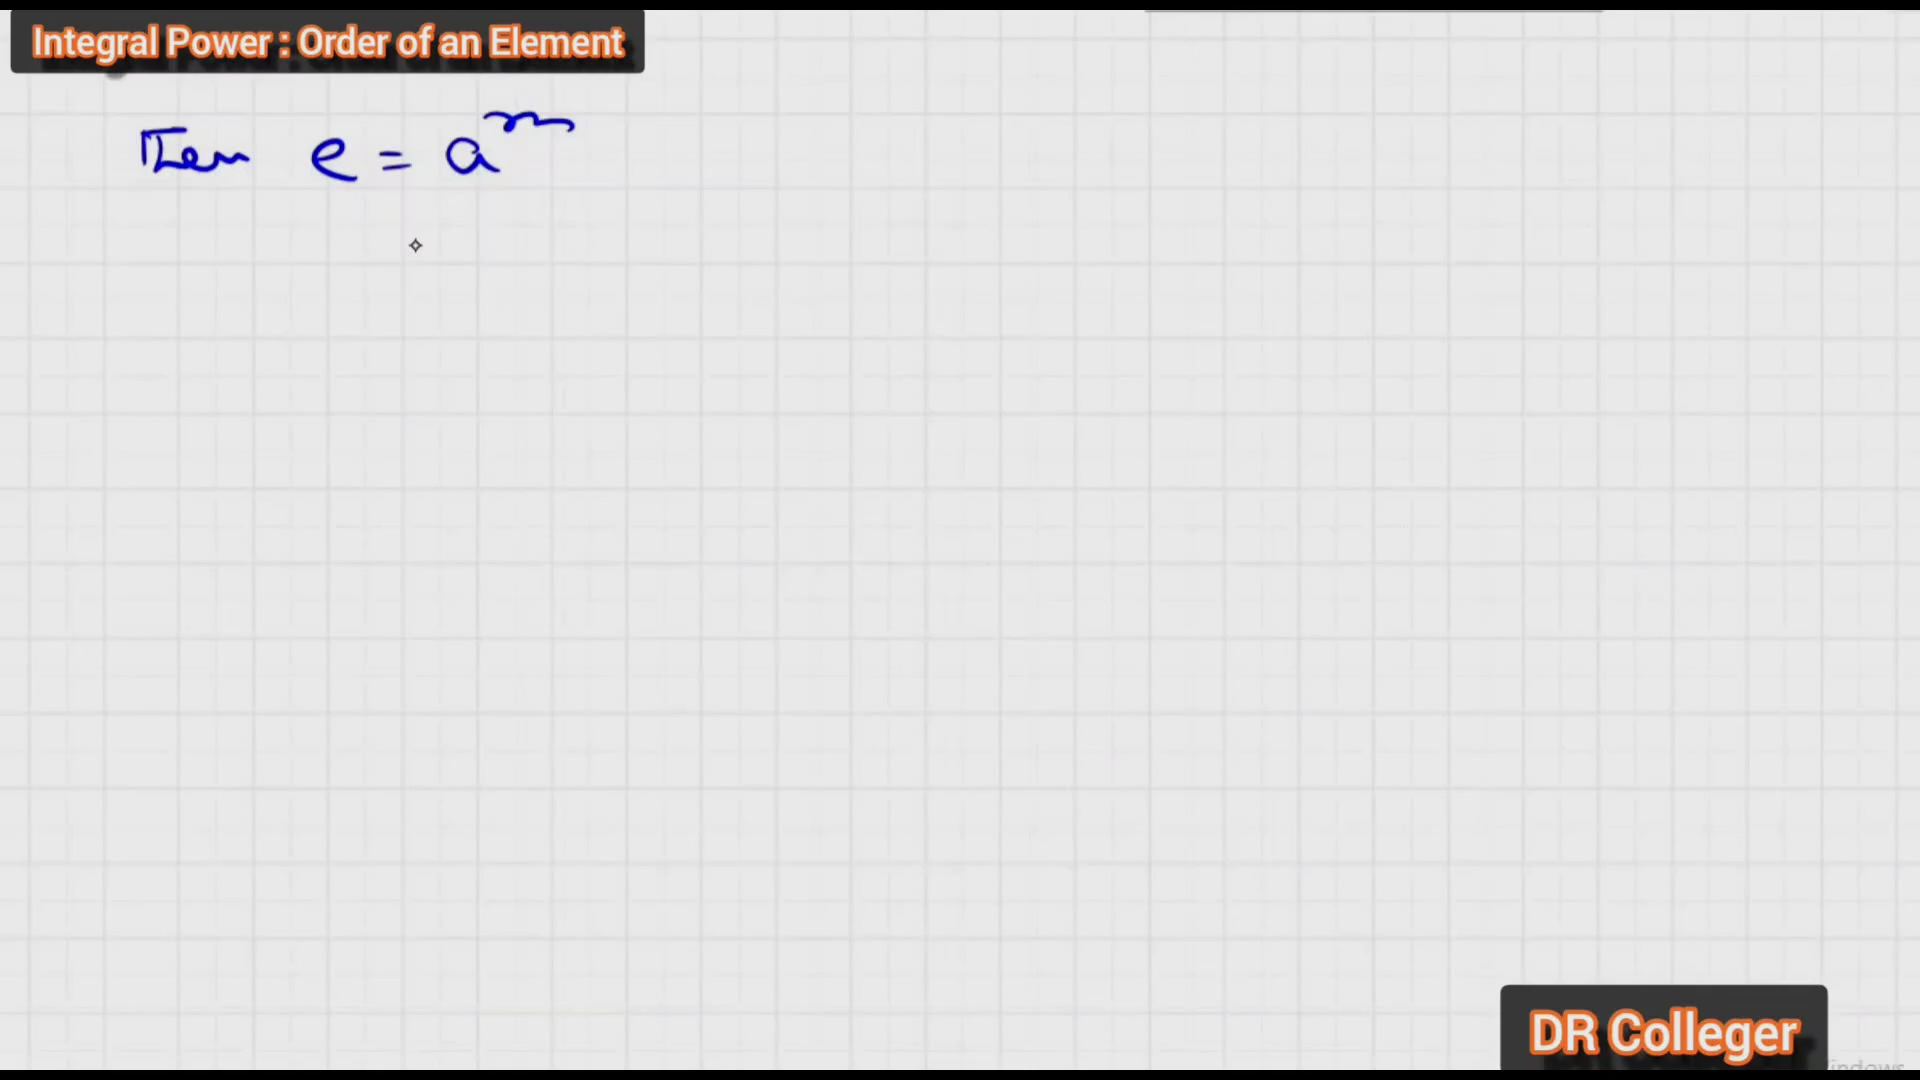 Integral Power : Order of an Element
Then e = a^m
DR Colleger